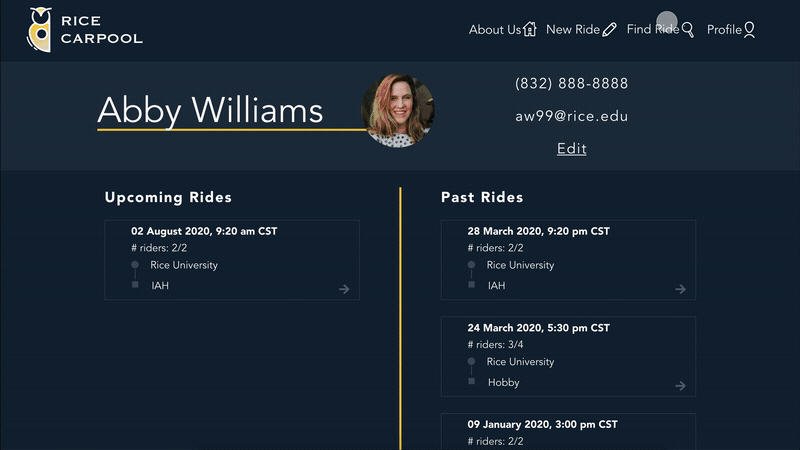 RICE
CARPOOL
About Us New Ride Find Ride Profile
Abby Williams
(832) 888-8888
aw99@rice.edu
Edit
Upcoming Rides
02 August 2020, 9:20 am CST
# riders: 2/2
Rice University
IAH
Past Rides
28 March 2020, 9:20 pm CST
# riders: 2/2
Rice University
IAH
24 March 2020, 5:30 pm CST
# riders: 3/4
Rice University
Hobby
09 January 2020, 3:00 pm CST
# riders: 2/2